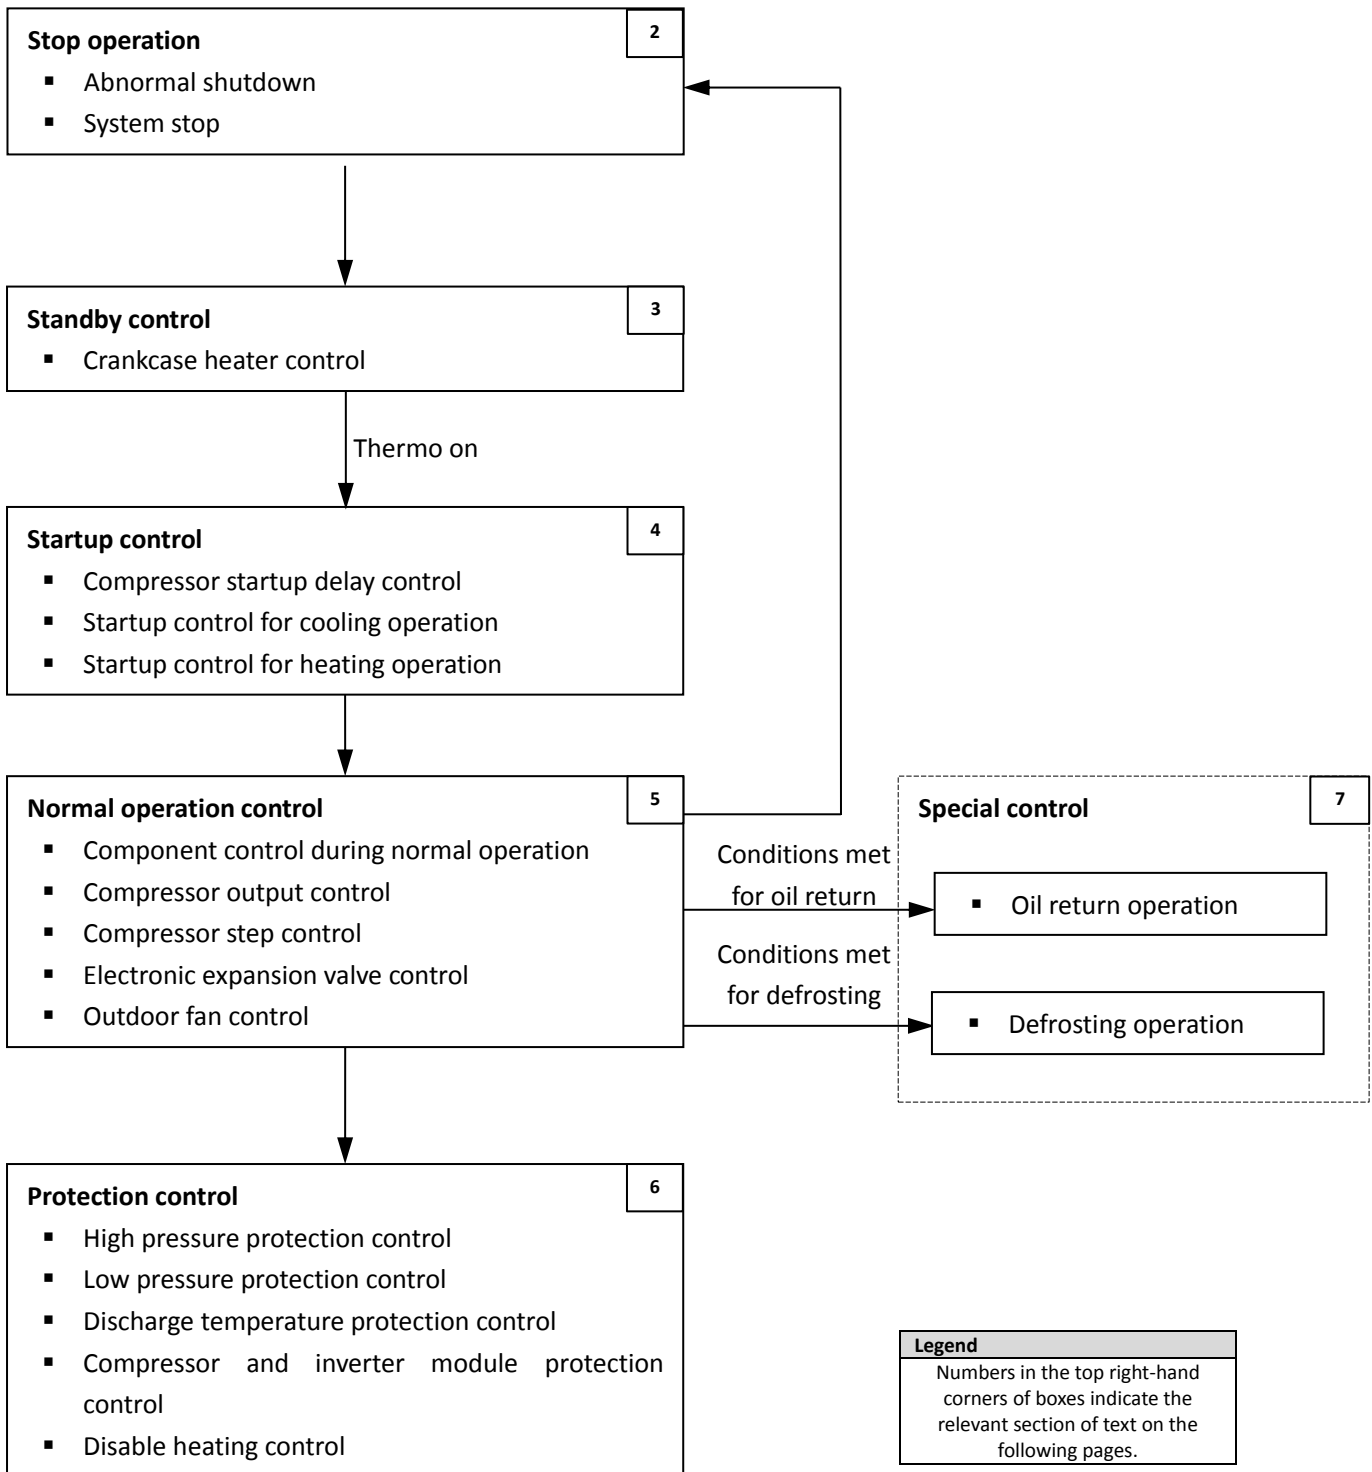 Stop operation
2
▪ Abnormal shutdown
▪ System stop
Standby control
3
▪ Crankcase heater control
Thermo on
Startup control
4
▪ Compressor startup delay control
▪ Startup control for cooling operation
▪ Startup control for heating operation
Normal operation control
5
▪ Component control during normal operation
▪ Compressor output control
▪ Compressor step control
▪ Electronic expansion valve control
▪ Outdoor fan control
Conditions met
for oil return
Conditions met
for defrosting
Special control
7
▪ Oil return operation
▪ Defrosting operation
Protection control
6
▪ High pressure protection control
▪ Low pressure protection control
▪ Discharge temperature protection control
▪ Compressor and inverter module protection
control
▪ Disable heating control
Legend
Numbers in the top right-hand
corners of boxes indicate the
relevant section of text on the
following pages.